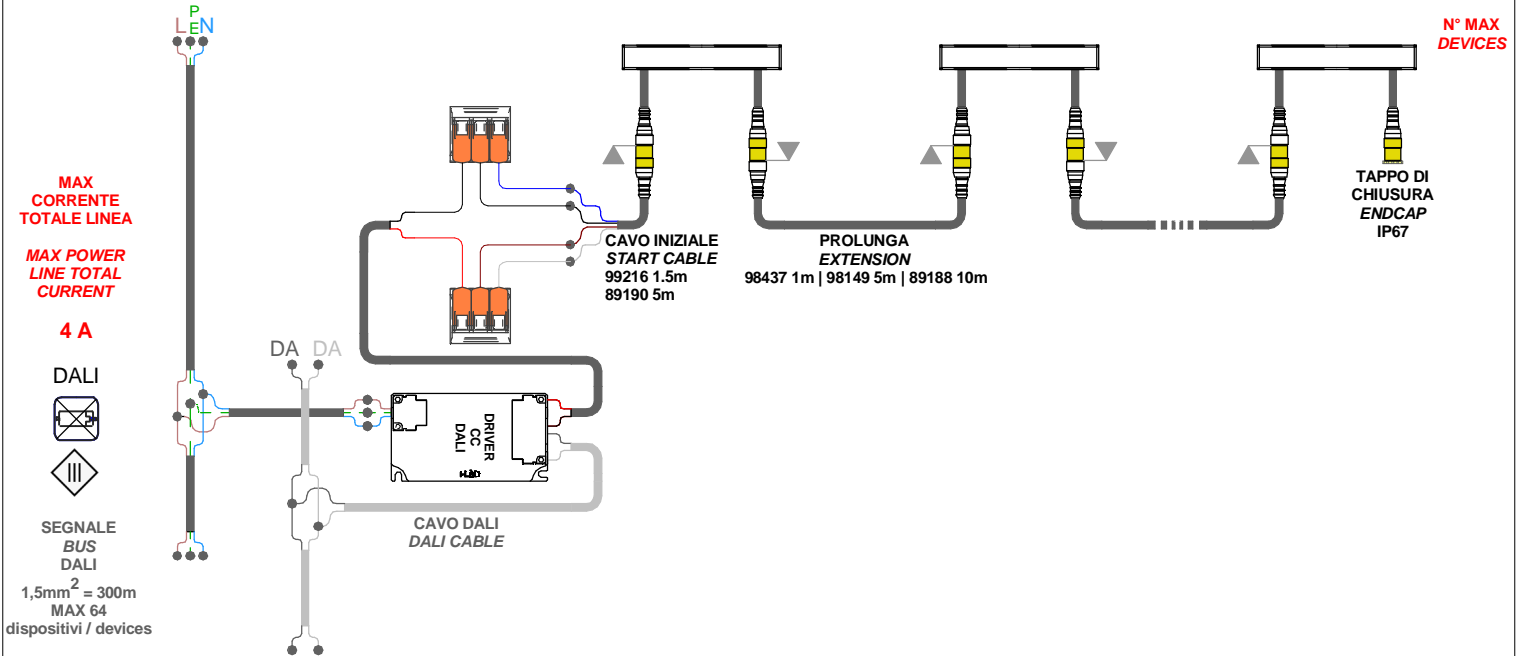 L
P
E
N
N° MAX
DEVICES
MAX
CORRENTE
TOTALE LINEA
MAX POWER
LINE TOTAL
CURRENT
4 A
DALI
III
SEGNALE
BUS
DALI
1,5mm² = 300m
MAX 64
dispositivi / devices
DA DA
DRIVER
CC
DALI
CAVO DALI
DALI CABLE
CAVO INIZIALE
START CABLE
99216 1.5m
89190 5m
PROLUNGA
EXTENSION
98437 1m | 98149 5m | 89188 10m
TAPPO DI
CHIUSURA
ENDCAP
IP67